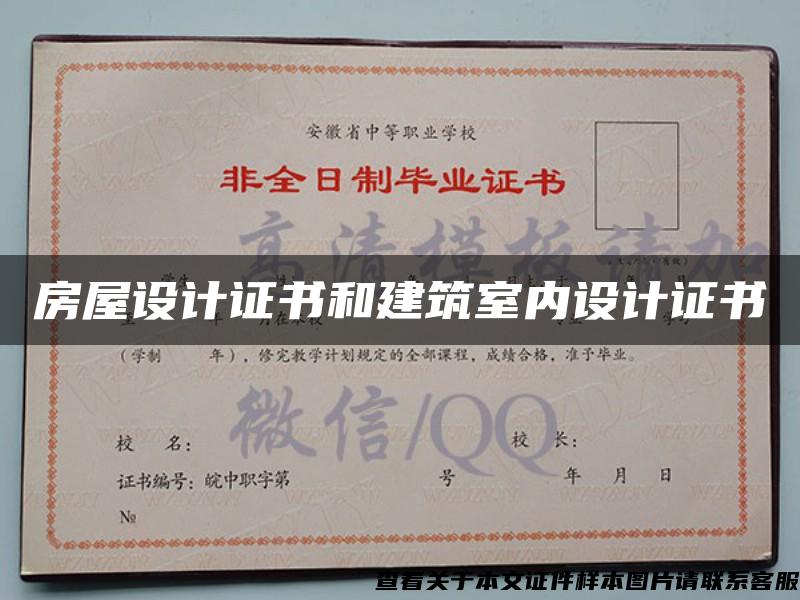 安徽省中等职业学校
非全日制毕业证书
高清模板请加
房屋设计证书和建筑室内设计证书
(学制 年),修完教学计划规定的全部课程,成绩合格,准予毕业。
微信/QQ
校 名: 校 长:
证书编号:皖中职字第 号 年 月 日
№
查看关于本文证件样本图片请联系客服